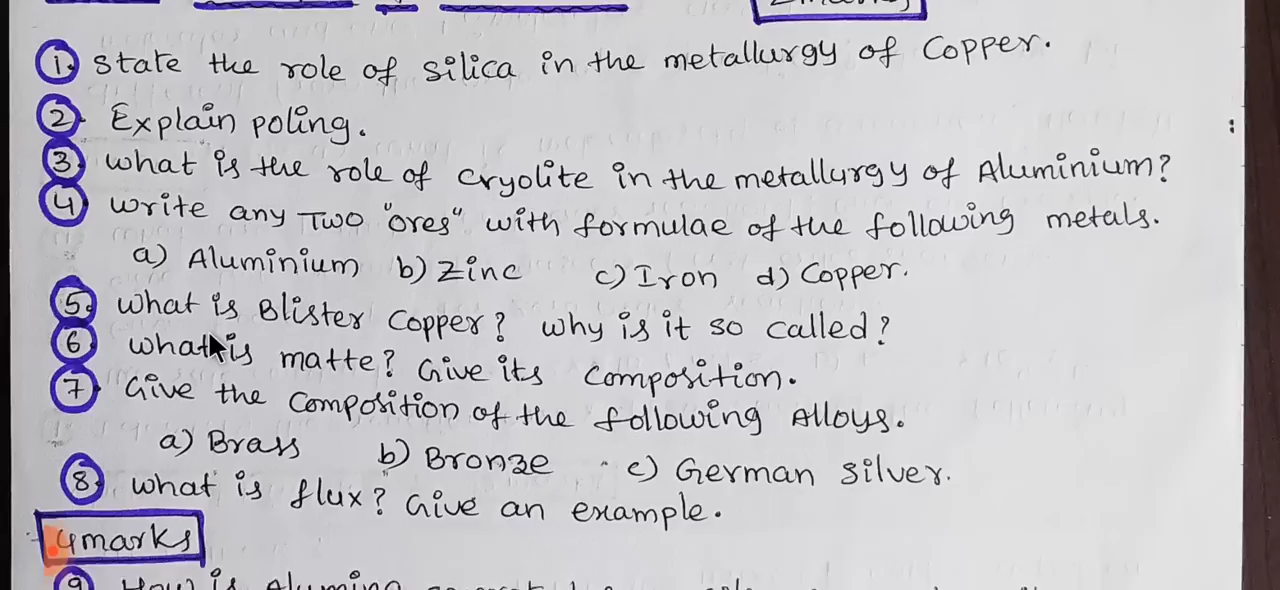 1. State the role of silica in the metallurgy of Copper.
2. Explain poling.
3. what is the role of cryolite in the metallurgy of Aluminium?
4. write any Two "ores" with formulae of the following metals.
a) Aluminium b) Zinc c) Iron d) Copper.
5. what is Blister Copper? why is it so called?
6. what is matte? Give its composition.
7. Give the composition of the following Alloys.
a) Brass b) Bronze c) German silver.
8. what is flux? Give an example.
4marks
9. How is